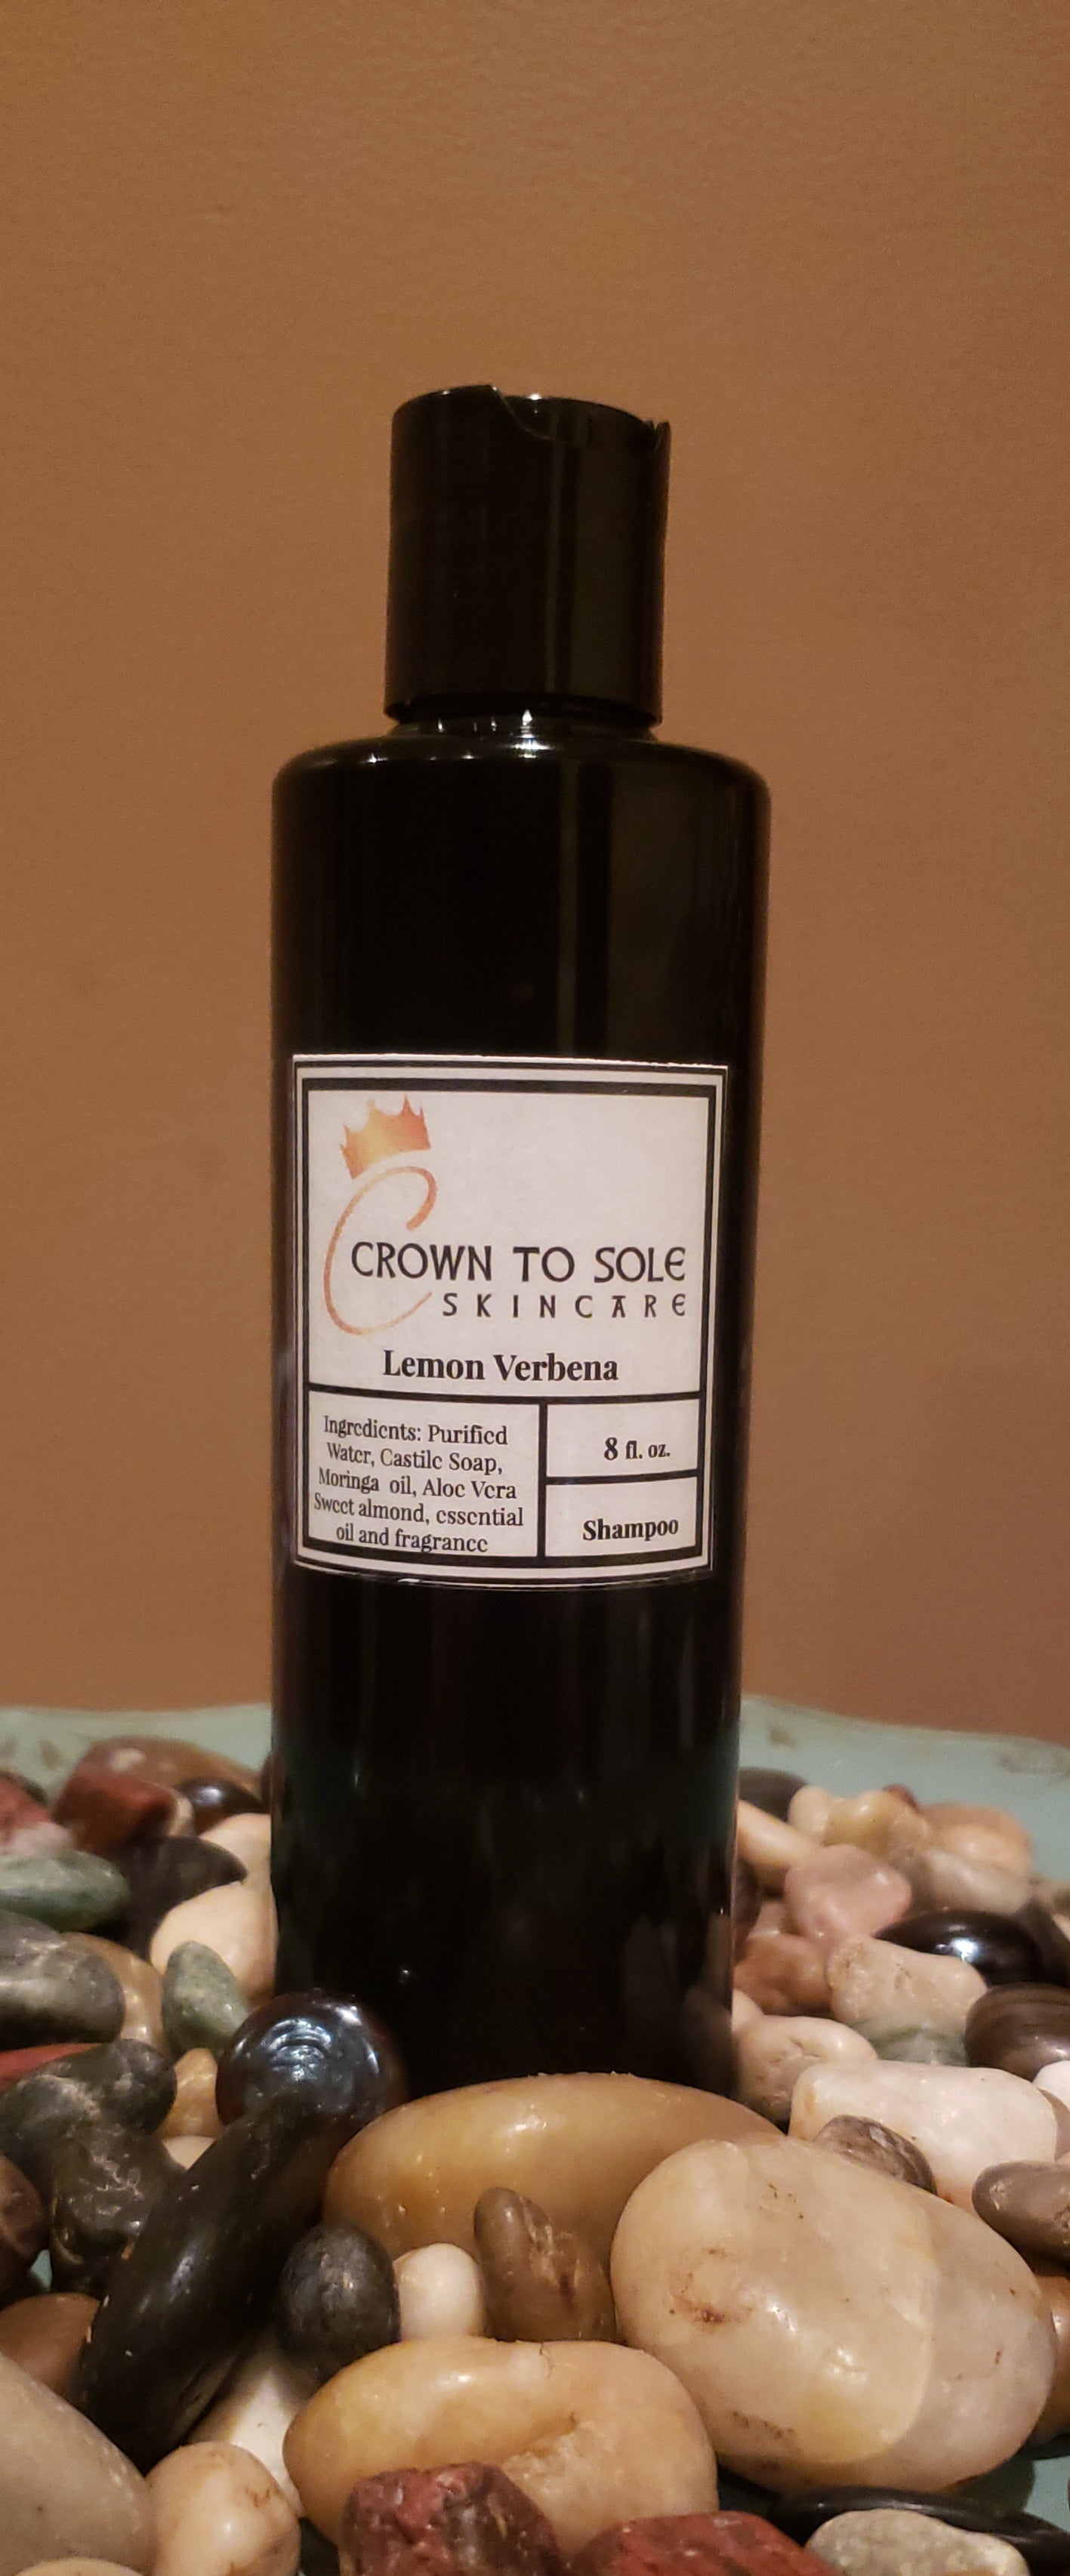 CROWN TO SOLE
SKINCARE
Lemon Verbena
Ingredients: Purified
Water, Castile Soap,
Moringa oil, Aloe Vera
Sweet almond, essential
oil and fragrance
8 fl. oz.
Shampoo